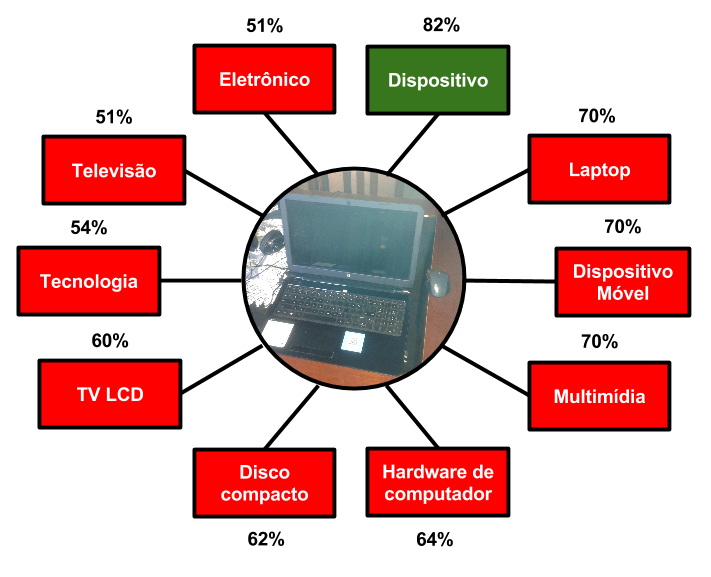 51%
Eletrônico
82%
Dispositivo
70%
Laptop
70%
Dispositivo
Móvel
70%
Multimídia
Hardware de
computador
64%
Disco
compacto
62%
60%
TV LCD
54%
Tecnologia
51%
Televisão